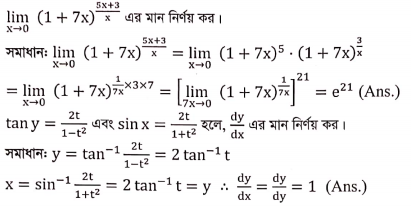 lim x→0 (1 + 7x)^((5x+3)/x) এর মান নির্ণয় কর।
সমাধানঃ lim x→0 (1 + 7x)^((5x+3)/x) = lim x→0 (1 + 7x)^5 · (1 + 7x)^(3/x)
= lim x→0 (1 + 7x)^(1/7x ×3×7) = [lim 7x→0 (1 + 7x)^(1/7x)]^21 = e^21 (Ans.)
tan y = 2t/(1−t²) এবং sin x = 2t/(1+t²) হলে, dy/dx এর মান নির্ণয় কর।
সমাধানঃ y = tan⁻¹ 2t/(1−t²) = 2 tan⁻¹ t
x = sin⁻¹ 2t/(1+t²) = 2 tan⁻¹ t = y ∴ dy/dx = dy/dy = 1 (Ans.)